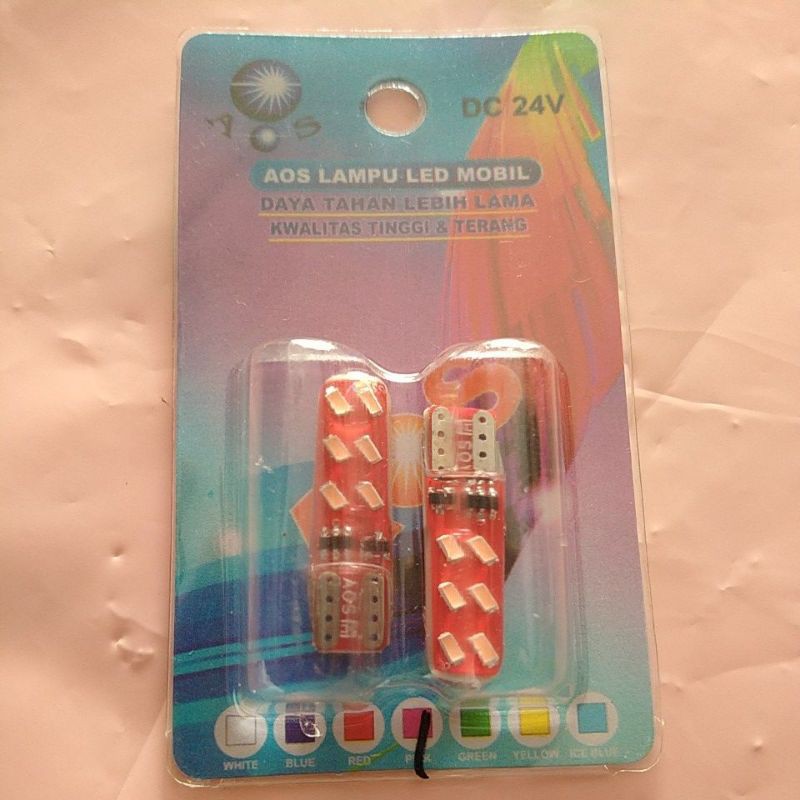 AOS
DC 24V
AOS LAMPU LED MOBIL
DAYA TAHAN LEBIH LAMA
KWALITAS TINGGI & TERANG
AOS
AOS
WHITE
BLUE
RED
PINK
GREEN
YELLOW
ICE BLUE